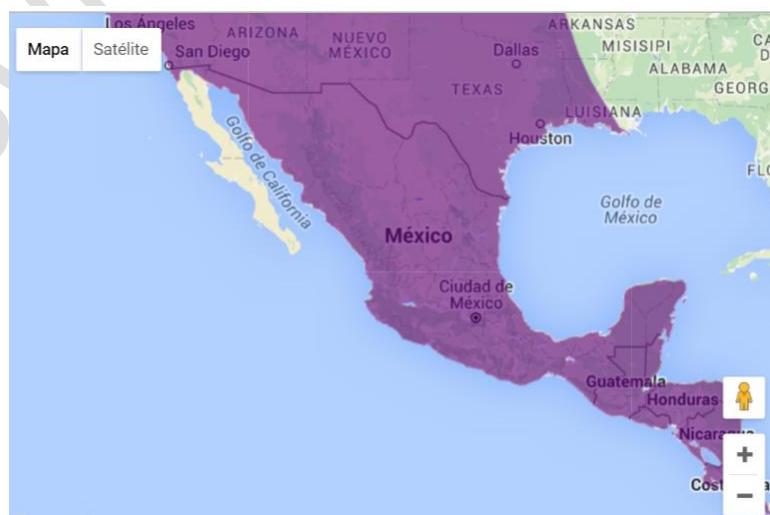 Los Ángeles
ARIZONA
NUEVO
MÉXICO
ARKANSAS
MISISIPI
Mapa
Satélite
San Diego
Dallas
ALABAMA
TEXAS
GEORG
LUISIANA
Houston
Golfo de California
Golfo de
México
México
Ciudad de
México
Guatemala
Honduras